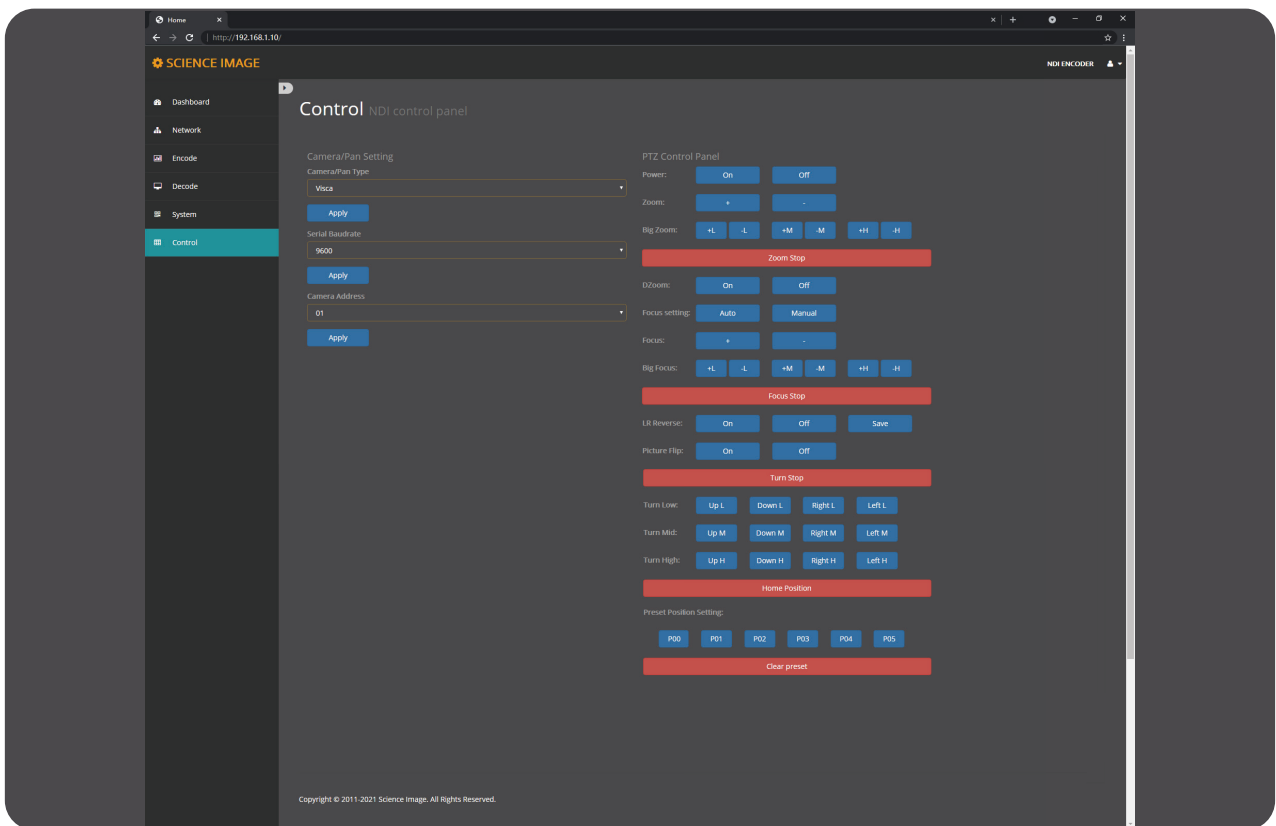 Home
http://192.168.1.10/
SCIENCE IMAGE
NDI ENCODER
Dashboard
Network
Encode
Decode
System
Control
Control NDI control panel
Camera/Pan Setting
Camera/Pan Type
Visca
Apply
Serial Baudrate
9600
Apply
Camera Address
01
Apply
PTZ Control Panel
Power: On Off
Zoom: + -
Big Zoom: +L -L +M -M +H -H
Zoom Stop
DZoom: On Off
Focus setting: Auto Manual
Focus: + -
Big Focus: +L -L +M -M +H -H
Focus Stop
LR Reverse: On Off Save
Picture Flip: On Off
Turn Stop
Turn Low: Up L Down L Right L Left L
Turn Mid: Up M Down M Right M Left M
Turn High: Up H Down H Right H Left H
Home Position
Preset Position Setting:
P00 P01 P02 P03 P04 P05
Clear preset
Copyright © 2011-2021 Science Image. All Rights Reserved.